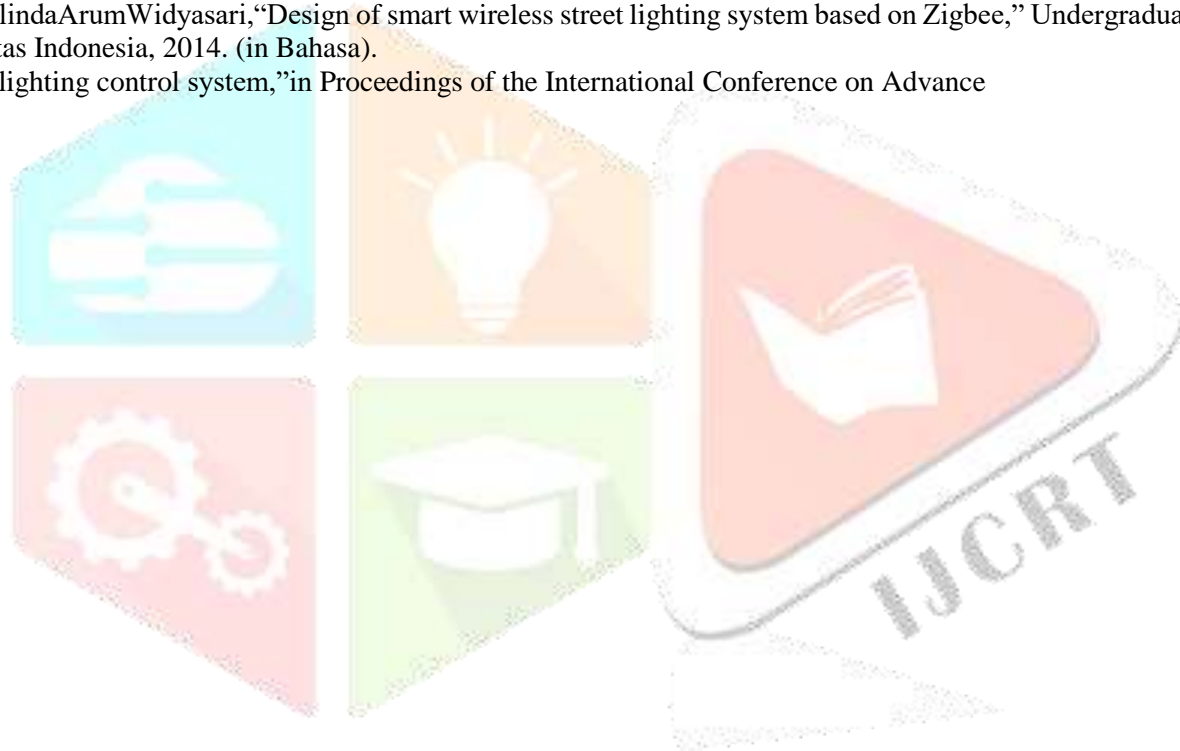 lindaArumWidyasari,“Design of smart wireless street lighting system based on Zigbee,” Undergradua
tas Indonesia, 2014. (in Bahasa).
lighting control system,”in Proceedings of the International Conference on Advance
IJCRT